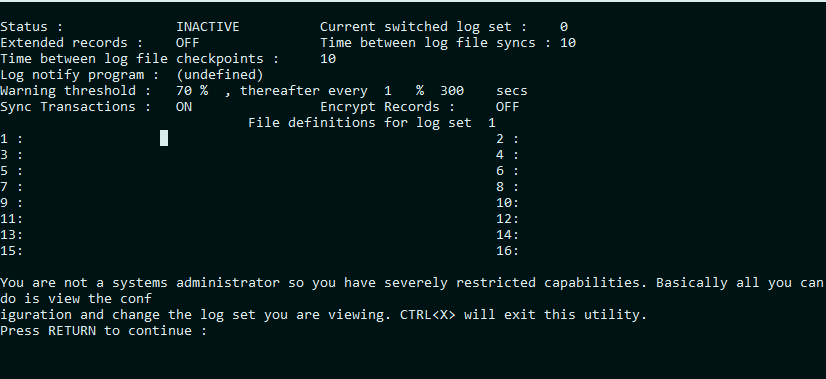 Status :              INACTIVE          Current switched log set :    0
Extended records :    OFF               Time between log file syncs : 10
Time between log file checkpoints :     10
Log notify program :  (undefined)
Warning threshold :   70 %  , thereafter every  1   %  300    secs
Sync Transactions :   ON                Encrypt Records :     OFF
File definitions for log set  1
1 :                                                           2 :
3 :                                                           4 :
5 :                                                           6 :
7 :                                                           8 :
9 :                                                           10:
11:                                                           12:
13:                                                           14:
15:                                                           16:
You are not a systems administrator so you have severely restricted capabilities. Basically all you can
do is view the conf
iguration and change the log set you are viewing. CTRL<X> will exit this utility.
Press RETURN to continue :